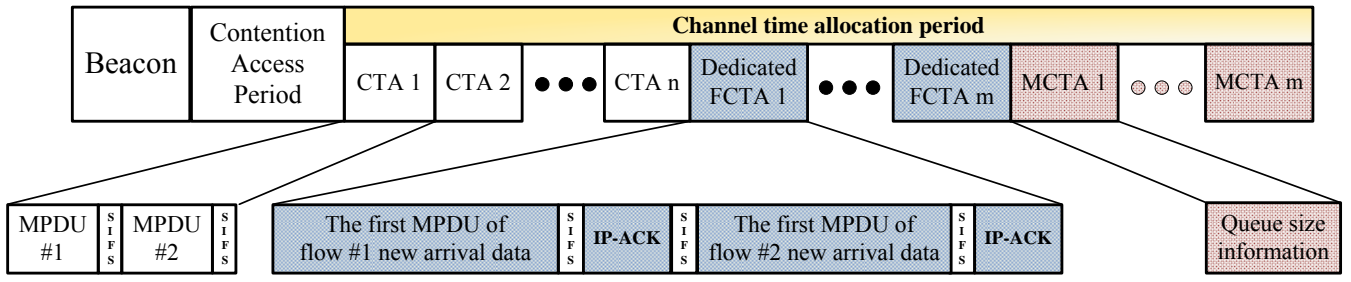 Channel time allocation period
Beacon
Contention
Access
Period
CTA 1
CTA 2
CTA n
Dedicated
FCTA 1
Dedicated
FCTA m
MCTA 1
MCTA m
MPDU
#1
S
I
F
S
MPDU
#2
S
I
F
S
The first MPDU of
flow #1 new arrival data
S
I
F
S
IP-ACK
S
I
F
S
The first MPDU of
flow #2 new arrival data
S
I
F
S
IP-ACK
Queue size
information